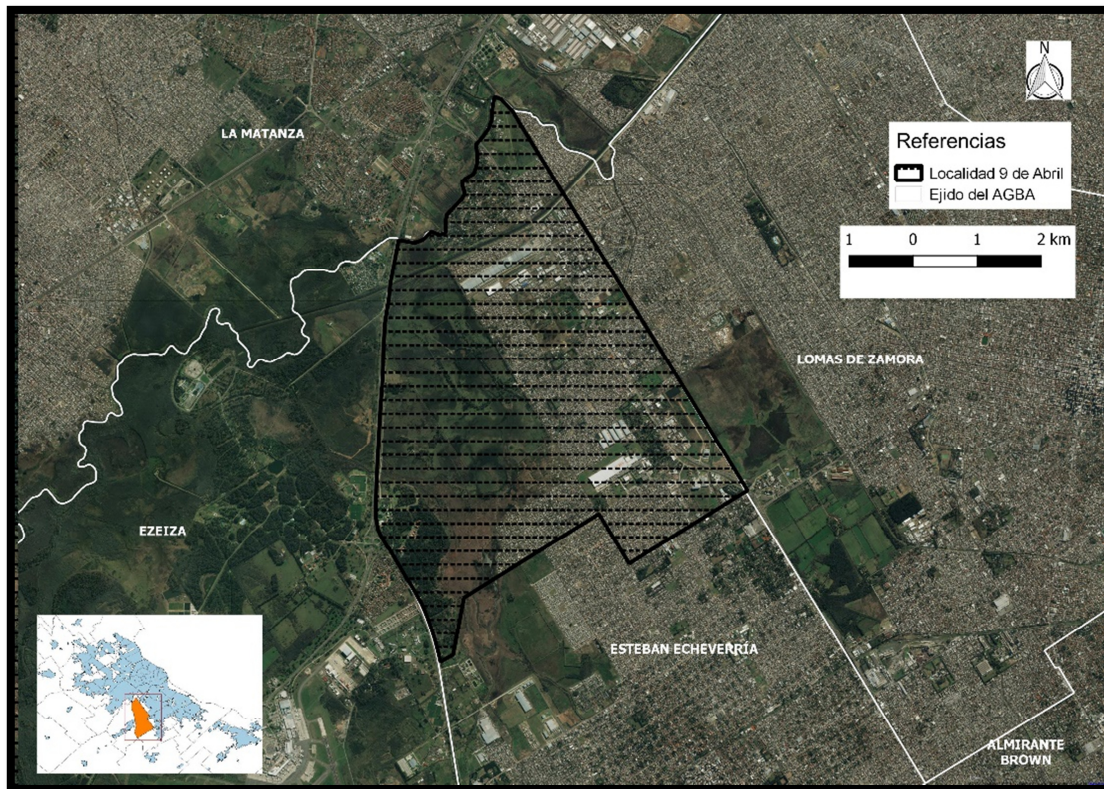 N
LA MATANZA
Referencias
Localidad 9 de Abril
Ejido del AGBA
1 0 1 2 km
LOMAS DE ZAMORA
EZEIZA
ESTEBAN ECHEVERRÍA
ALMIRANTE
BROWN